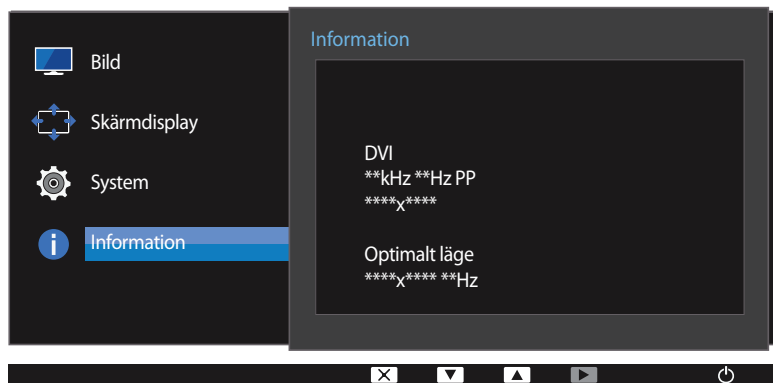 Bild
Skärmdisplay
System
Information
Information
DVI
**kHz **Hz PP
****x****
Optimalt läge
****x**** **Hz